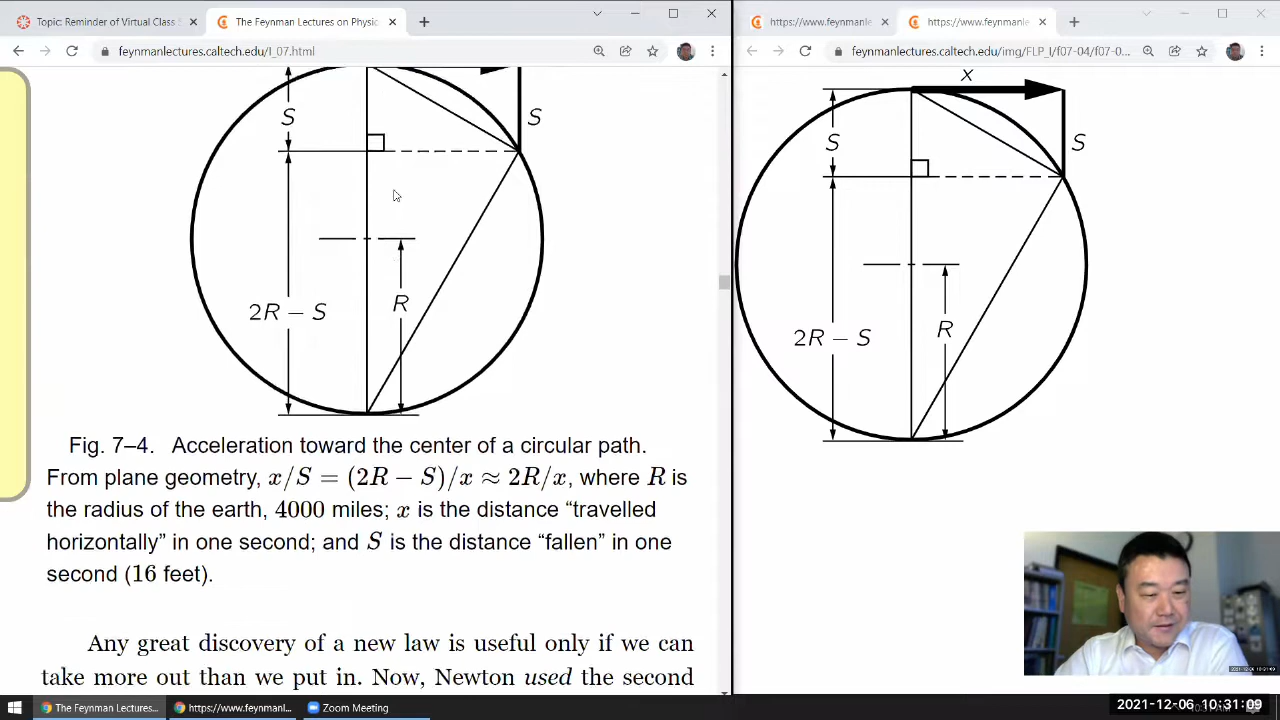 Topic: Reminder of Virtual Class
The Feynman Lectures on Physic
https://www.feynmanle
https://www.feynmanle
feynmanlectures.caltech.edu/I_07.html
feynmanlectures.caltech.edu/img/FLP_I/f07-04/f07-0...
S
S
2R – S
R
x
S
S
2R – S
R
Fig. 7–4. Acceleration toward the center of a circular path.
From plane geometry, x/S = (2R − S)/x ≈ 2R/x, where R is
the radius of the earth, 4000 miles; x is the distance “travelled
horizontally” in one second; and S is the distance “fallen” in one
second (16 feet).
Any great discovery of a new law is useful only if we can
take more out than we put in. Now, Newton used the second
The Feynman Lectures...
https://www.feynmanl...
Zoom Meeting
2021-12-06 10:31:09